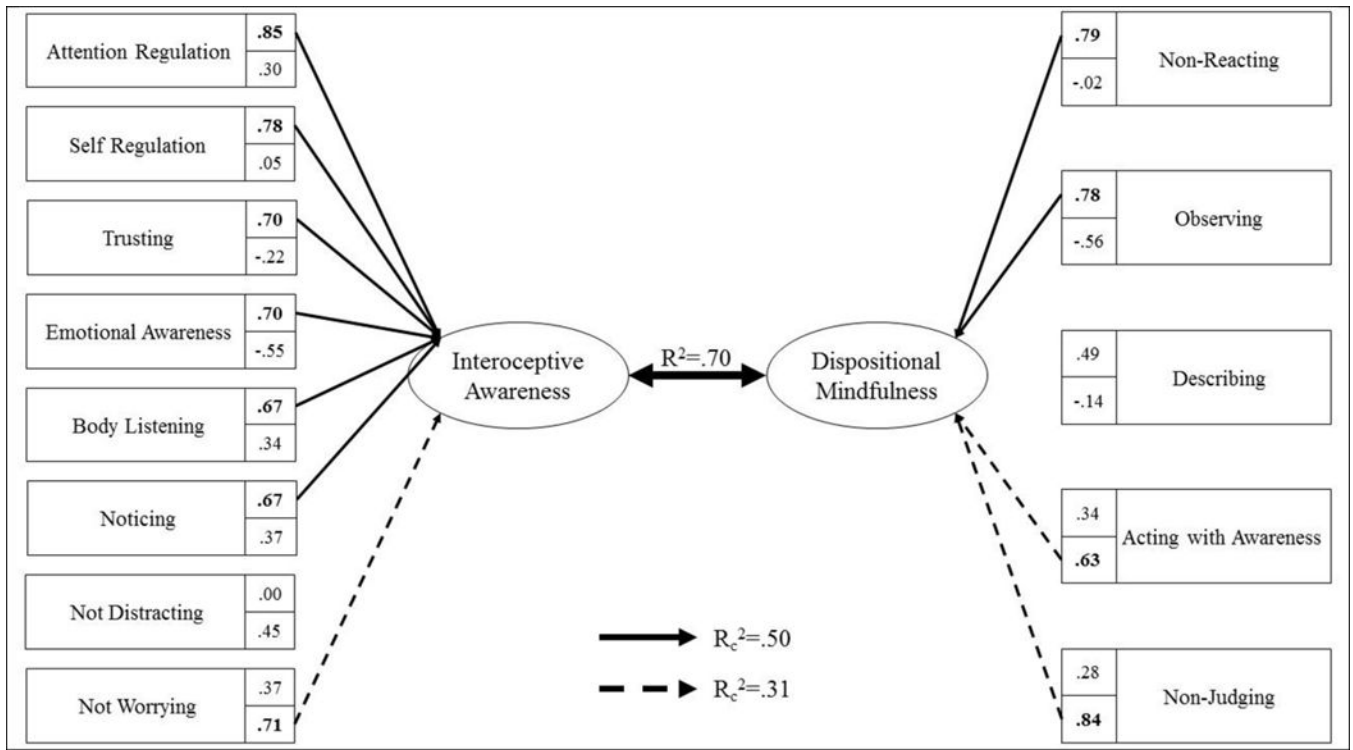 Attention Regulation
.85
.30
Self Regulation
.78
.05
Trusting
.70
-.22
Emotional Awareness
.70
-.55
Body Listening
.67
.34
Noticing
.67
.37
Not Distracting
.00
.45
Not Worrying
.37
.71
Interoceptive
Awareness
R²=.70
Dispositional
Mindfulness
Rc²=.50
Rc²=.31
.79
-.02
Non-Reacting
.78
-.56
Observing
.49
-.14
Describing
.34
.63
Acting with Awareness
.28
.84
Non-Judging